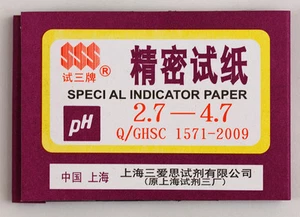 SSS
试三牌®
精密试纸
SPECIAL INDICATOR PAPER
pH
2.7—4.7
Q/GHSC 1571-2009
中国 上海
上海三爱思试剂有限公司
(原上海试剂三厂)